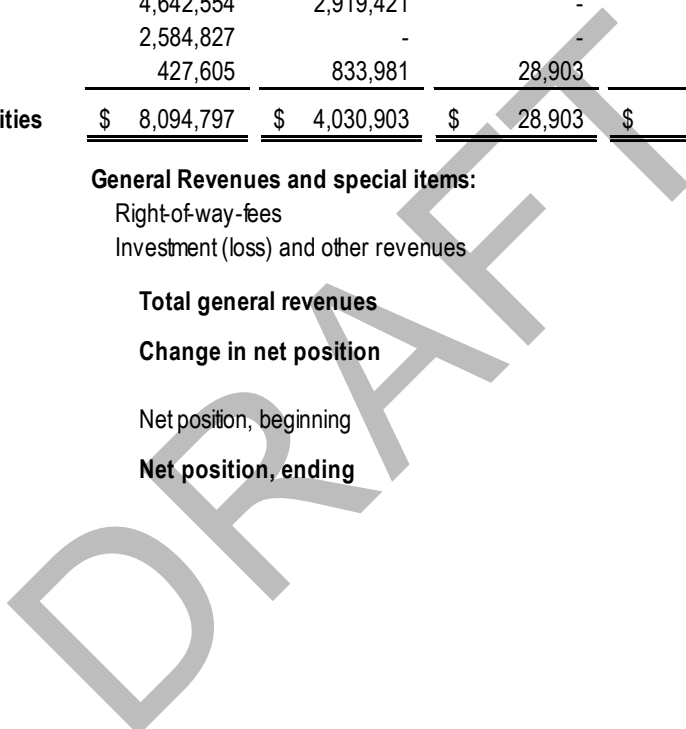 4,642,554 2,919,421 -
2,584,827 - -
427,605 833,981 28,903
ities $ 8,094,797 $ 4,030,903 $ 28,903 $
General Revenues and special items:
Right-of-way-fees
Investment (loss) and other revenues
Total general revenues
Change in net position
Net position, beginning
Net position, ending
DRAFT